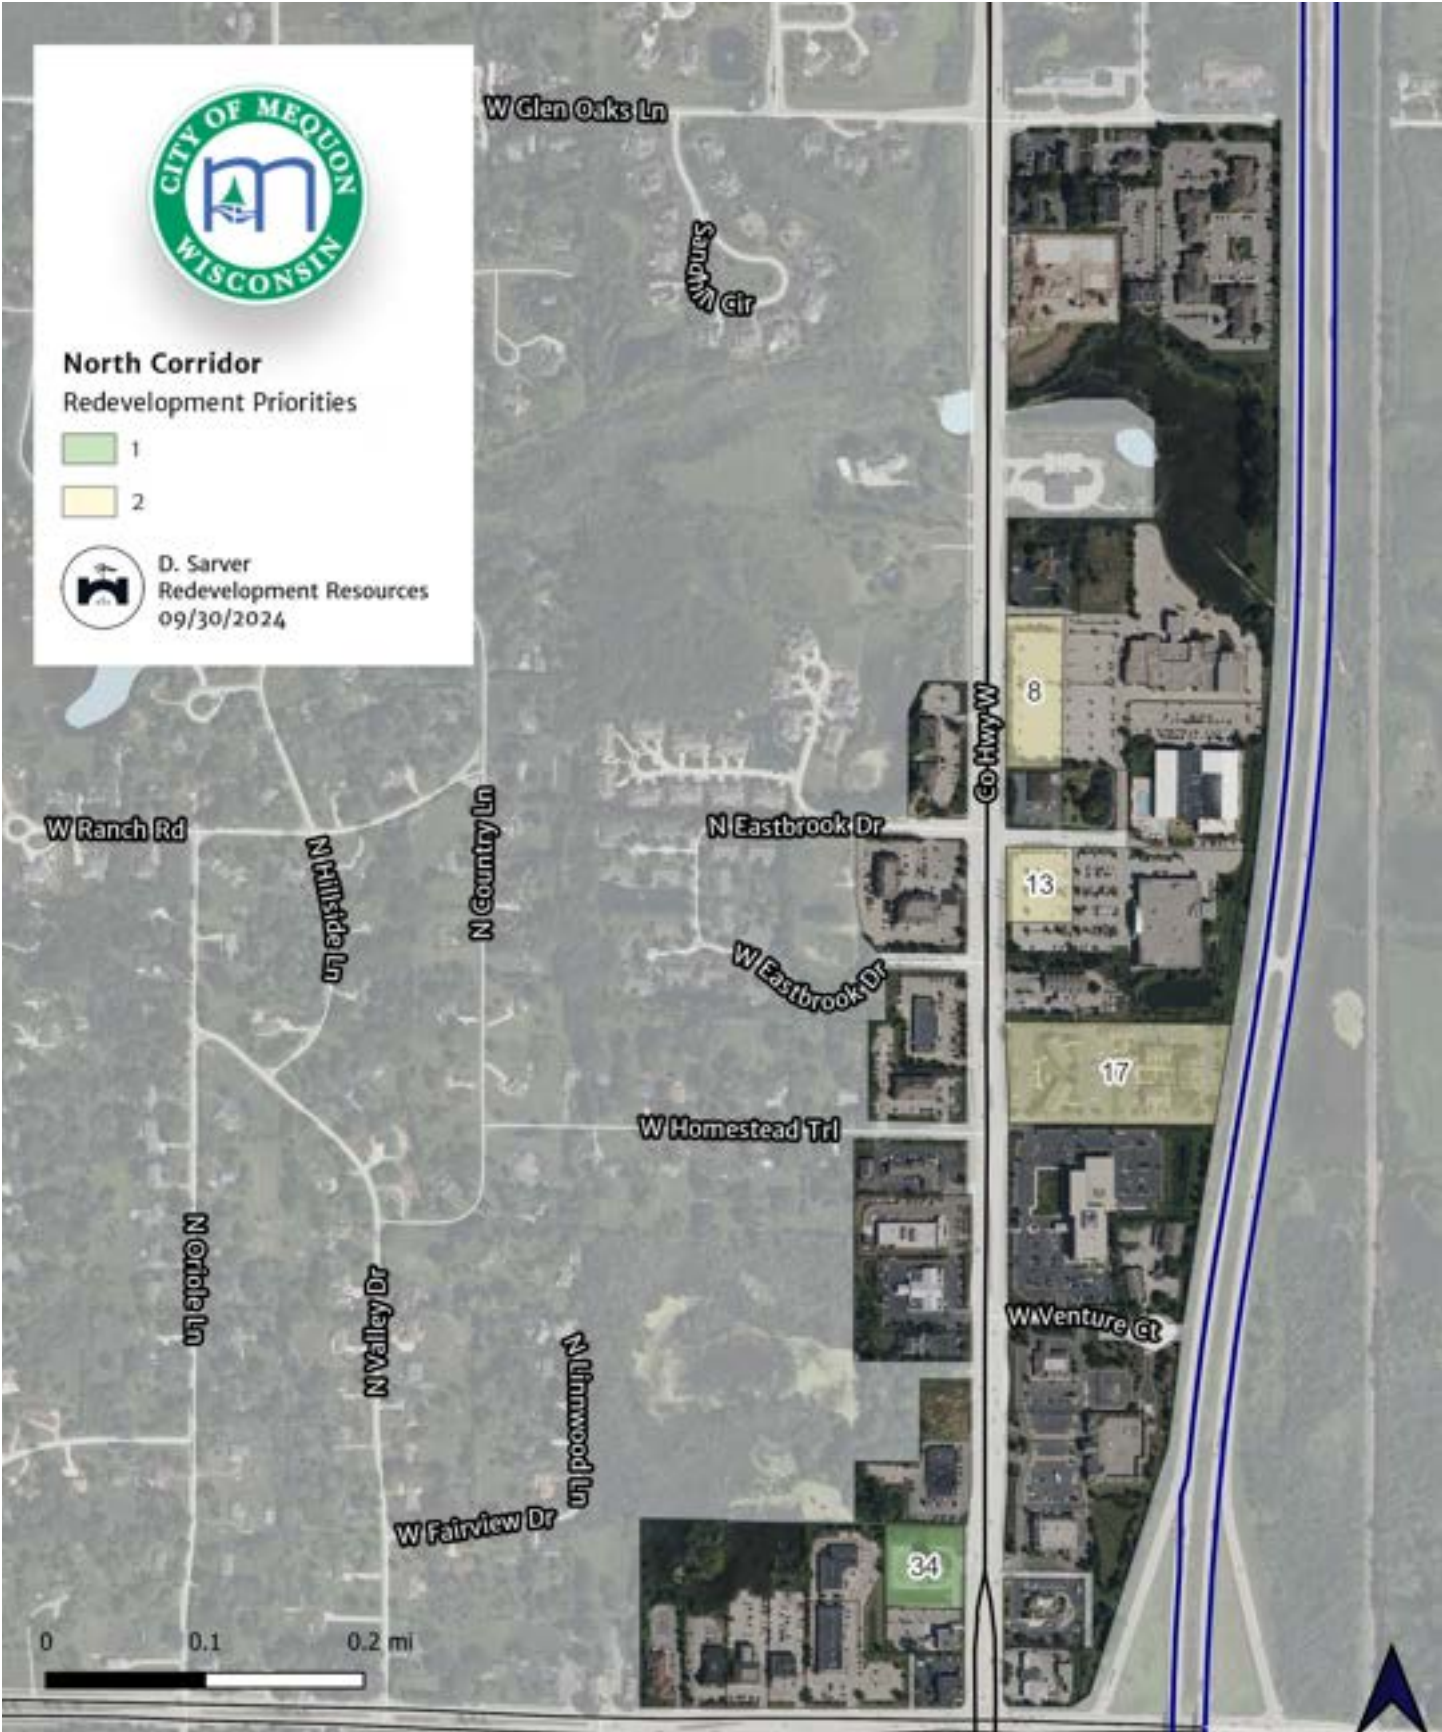 CITY OF MEQUON
WISCONSIN
North Corridor
Redevelopment Priorities
1
2
D. Sarver
Redevelopment Resources
09/30/2024
W Glen Oaks Ln
Sandhill Cir
8
Co Hwy W
N Eastbrook Dr
W Ranch Rd
N Hillside Ln
N Country Ln
13
W Eastbrook Dr
17
W Homestead Trl
N Oriole Ln
N Valley Dr
W Venture Ct
N Linnwood Ln
W Fairview Dr
34
0 0.1 0.2 mi